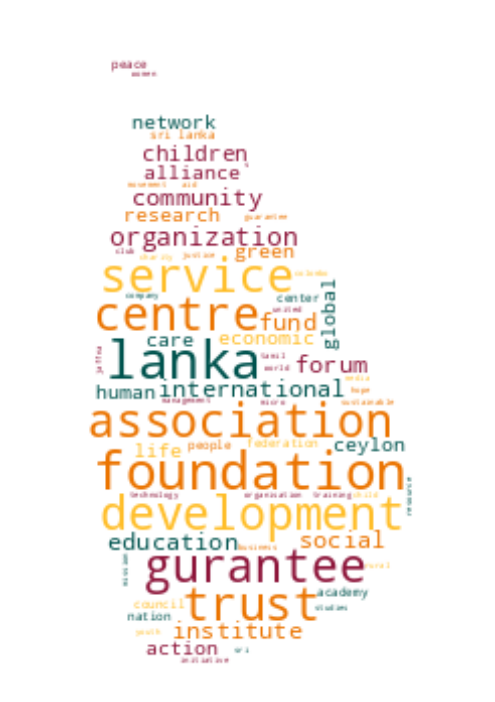 peace
women
network
sri lanka
children
alliance
movement aid
community
research guarantee
organization
club charity justice green
service
company center
centre united global
fund
care economic
lanka tamil
jaffna world forum
human international
management micro hope
sustainable
association
life people federation ceylon
foundation
technology organisation training child
resource
development
education business social
mission gurantee rural
trust academy
council studies
nation
youth institute
action sri
initiative